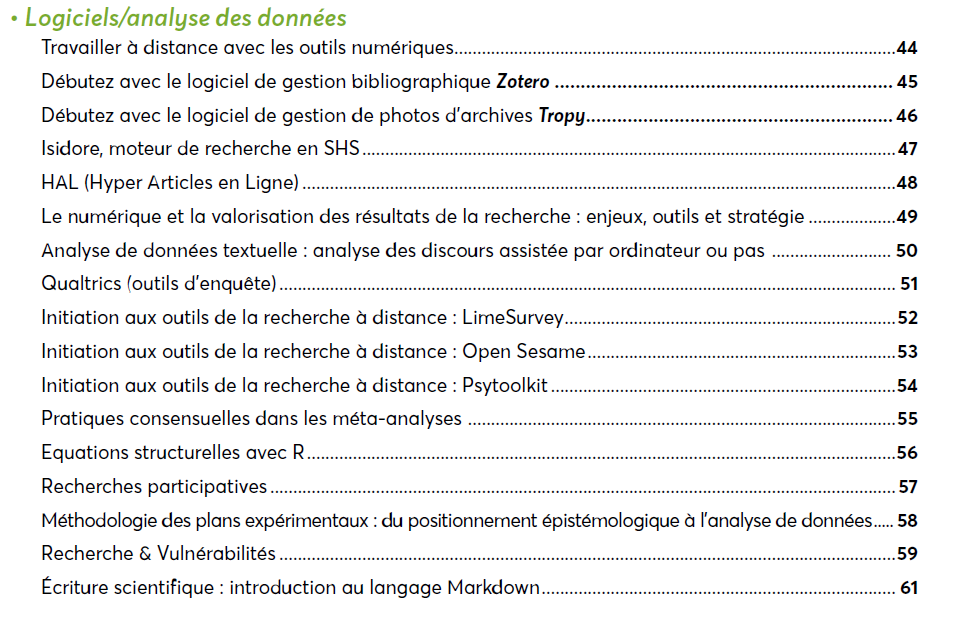 • Logiciels/analyse des données
Travailler à distance avec les outils numériques................................................................................................44
Débutez avec le logiciel de gestion bibliographique Zotero ................................................................. 45
Débutez avec le logiciel de gestion de photos d'archives Tropy............................................................ 46
Isidore, moteur de recherche en SHS....................................................................................................................47
HAL (Hyper Articles en Ligne).................................................................................................................................48
Le numérique et la valorisation des résultats de la recherche : enjeux, outils et stratégie ...................49
Analyse de données textuelle : analyse des discours assistée par ordinateur ou pas .......................... 50
Qualtrics (outils d'enquête)...................................................................................................................................... 51
Initiation aux outils de la recherche à distance : LimeSurvey........................................................................52
Initiation aux outils de la recherche à distance : Open Sesame...................................................................53
Initiation aux outils de la recherche à distance : Psytoolkit...........................................................................54
Pratiques consensuelles dans les méta-analyses .............................................................................................55
Equations structurelles avec R................................................................................................................................56
Recherches participatives........................................................................................................................................ 57
Méthodologie des plans expérimentaux : du positionnement épistémologique à l'analyse de données..... 58
Recherche & Vulnérabilités......................................................................................................................................59
Écriture scientifique : introduction au langage Markdown............................................................................. 61